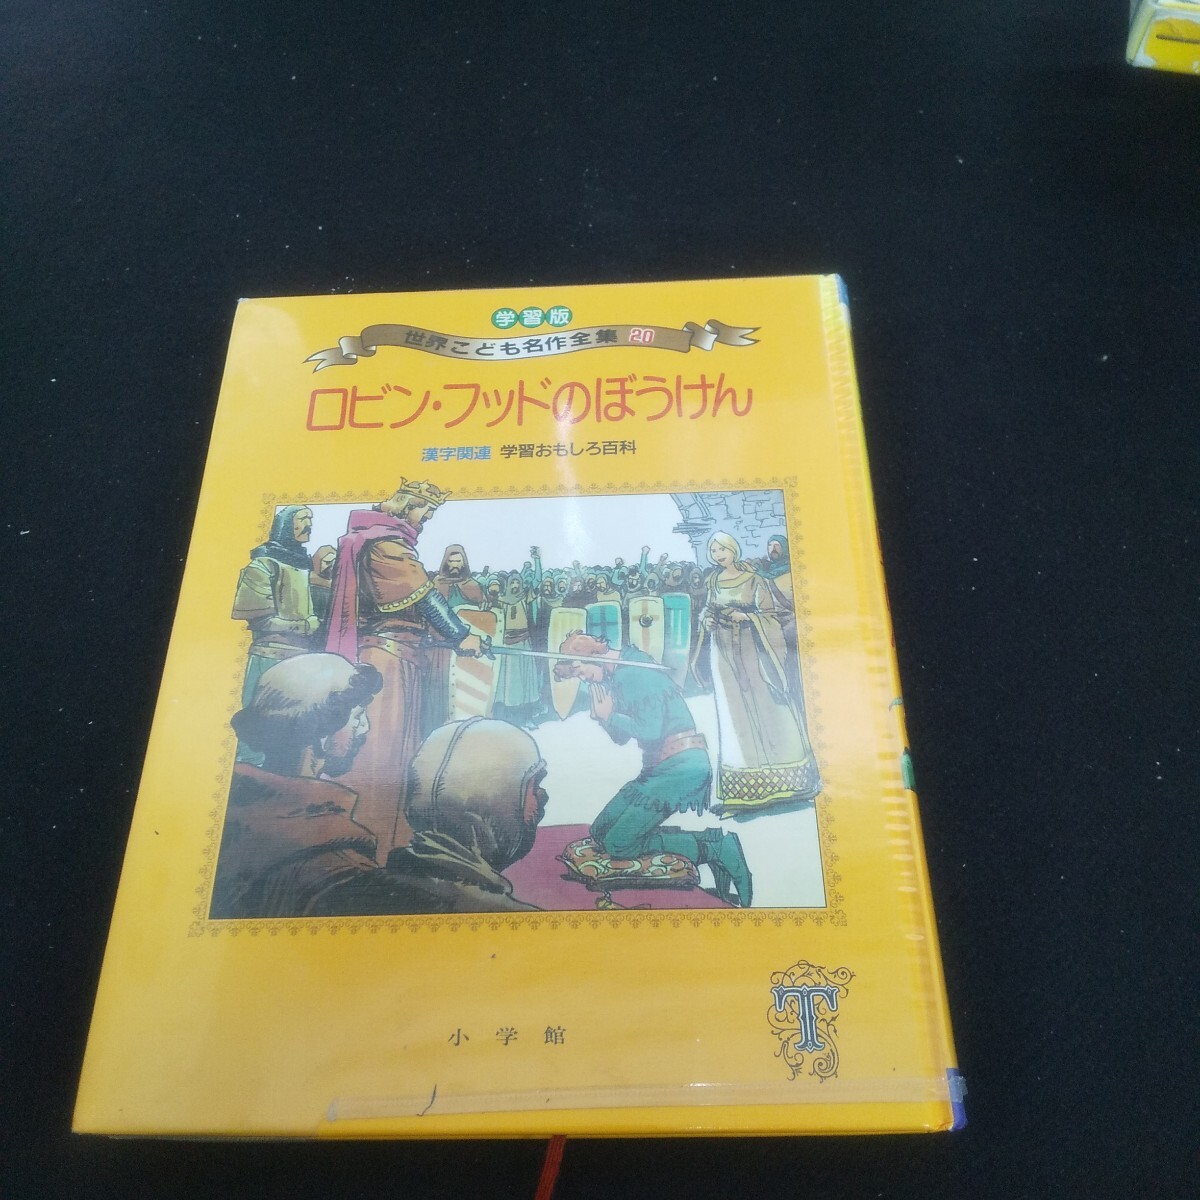 学習版
世界こども名作全集 20
ロビン・フッドのぼうけん
漢字関連 学習おもしろ百科
小学館
T